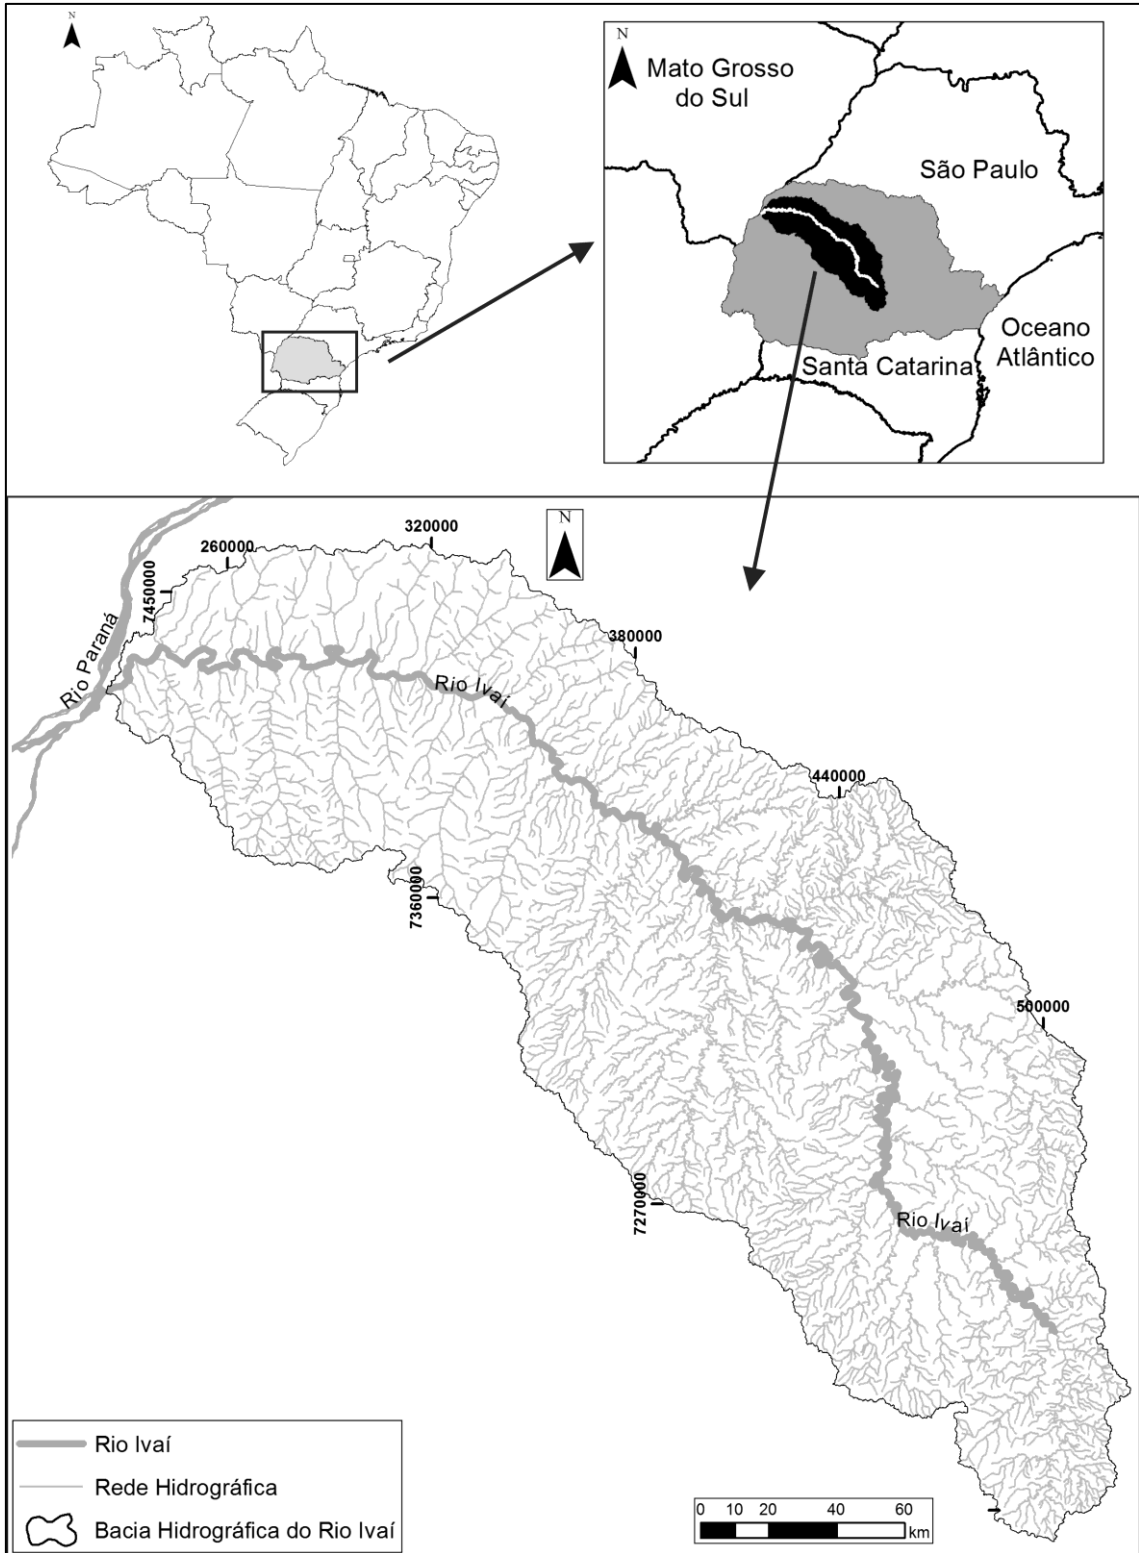 N
N
Mato Grosso
do Sul
São Paulo
Oceano
Atlântico
Santa Catarina
N
320000
260000
7450000
380000
Rio Paraná
Rio Ivaí
440000
7360000
500000
7270000
Rio Ivaí
Rio Ivaí
Rede Hidrográfica
Bacia Hidrográfica do Rio Ivaí
0 10 20 40 60
km